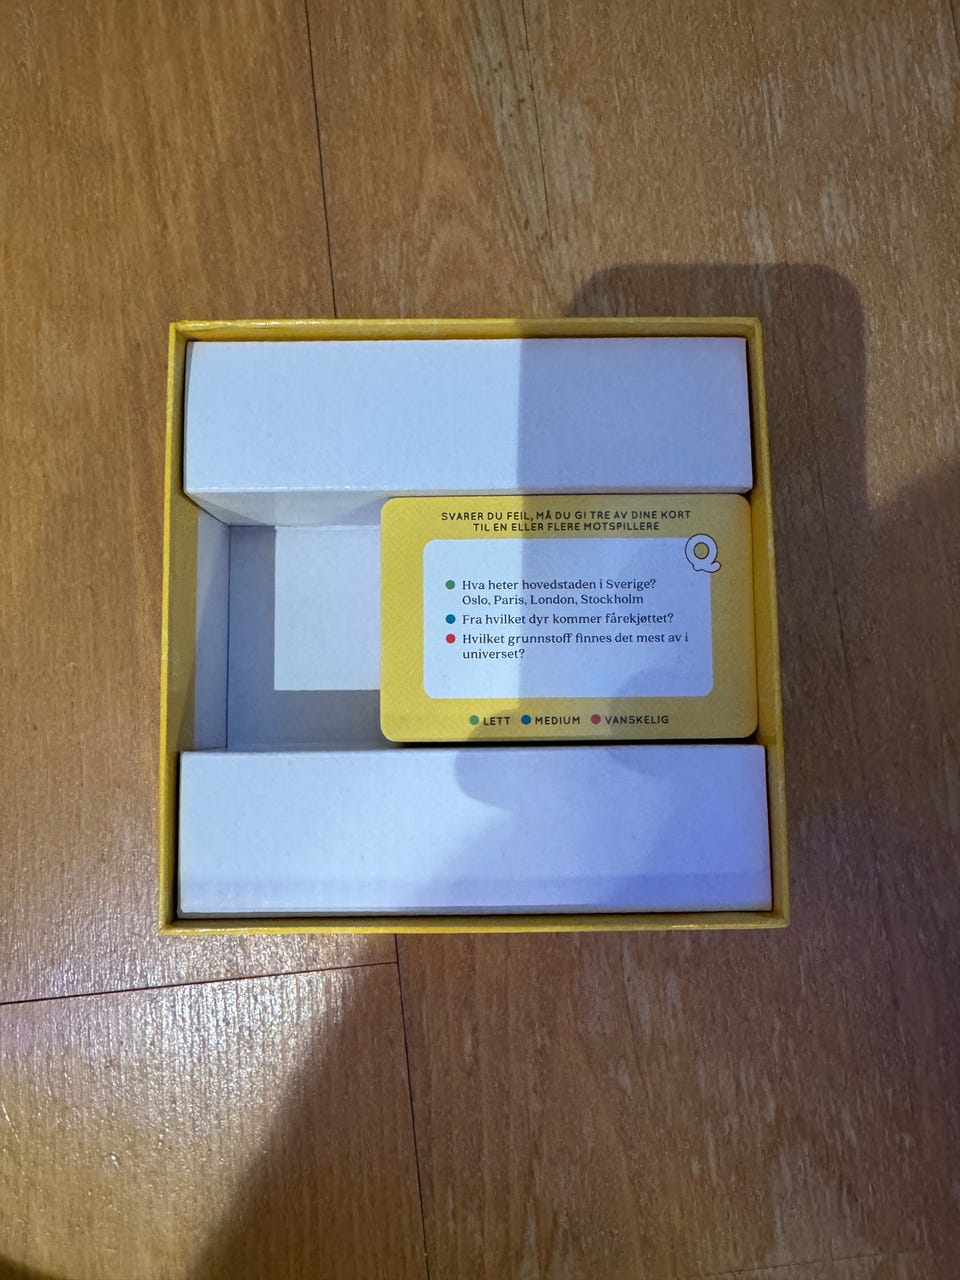 SVARER DU FEIL, MÅ DU GI TRE AV DINE KORT
TIL EN ELLER FLERE MOTSPILLERE
Q
Hva heter hovedstaden i Sverige?
Oslo, Paris, London, Stockholm
Fra hvilket dyr kommer fårekjøttet?
Hvilket grunnstoff finnes det mest av i
universet?
LETT MEDIUM VANSKELIG